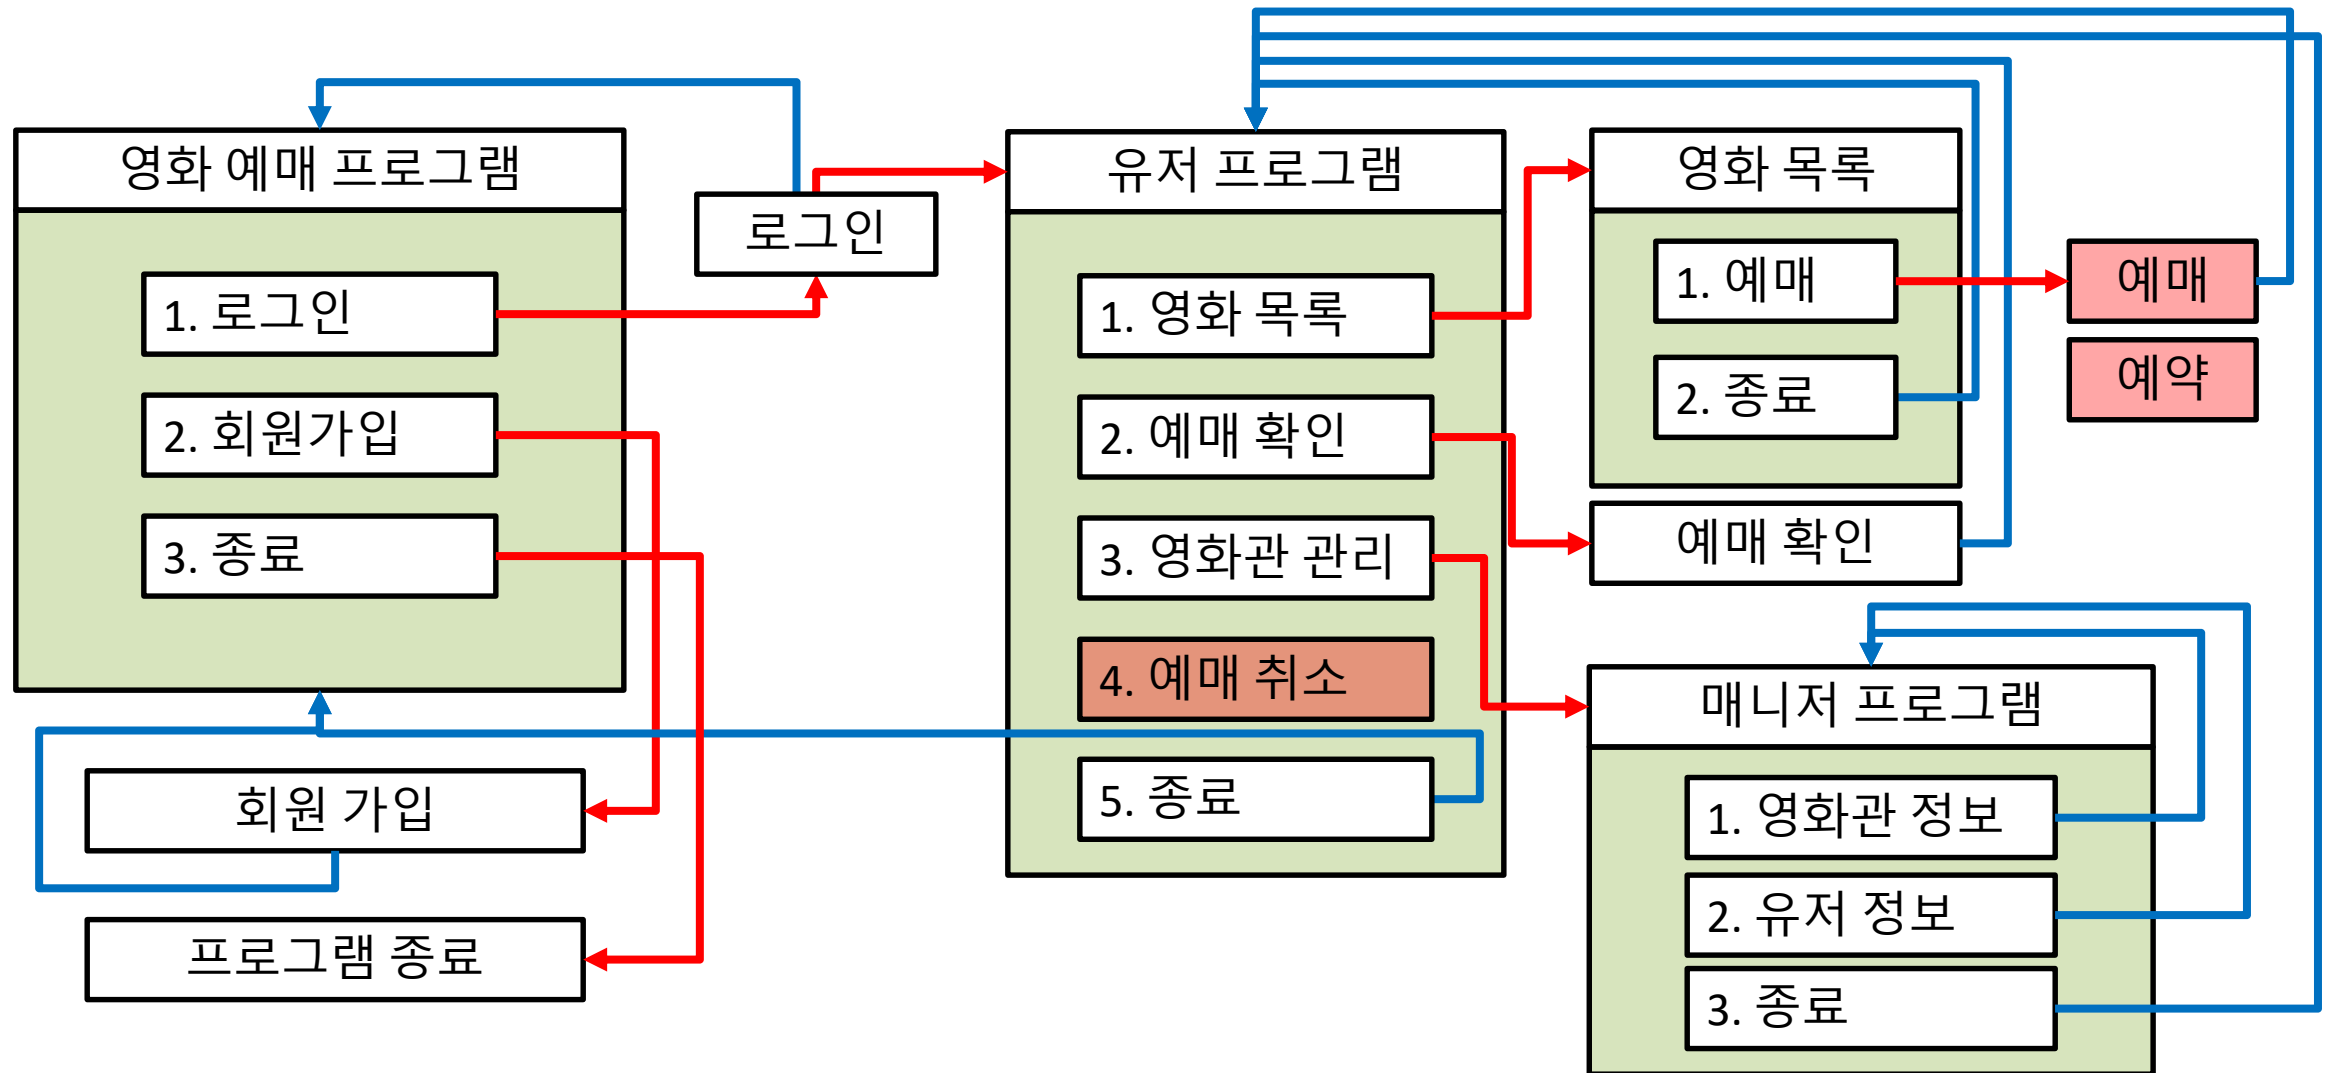 영화 예매 프로그램
1. 로그인
2. 회원가입
3. 종료
회원 가입
프로그램 종료
로그인
유저 프로그램
1. 영화 목록
2. 예매 확인
3. 영화관 관리
4. 예매 취소
5. 종료
영화 목록
1. 예매
2. 종료
예매
예약
예매 확인
매니저 프로그램
1. 영화관 정보
2. 유저 정보
3. 종료